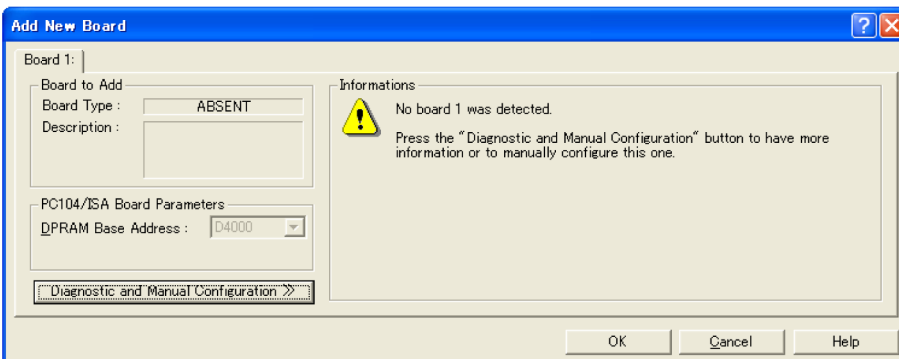 Add New Board
Board 1:
Board to Add
Board Type :
ABSENT
Description :
PC104/ISA Board Parameters
DPRAM Base Address :
D4000
Diagnostic and Manual Configuration >>
Informations
No board 1 was detected.
Press the "Diagnostic and Manual Configuration" button to have more
information or to manually configure this one.
OK
Cancel
Help